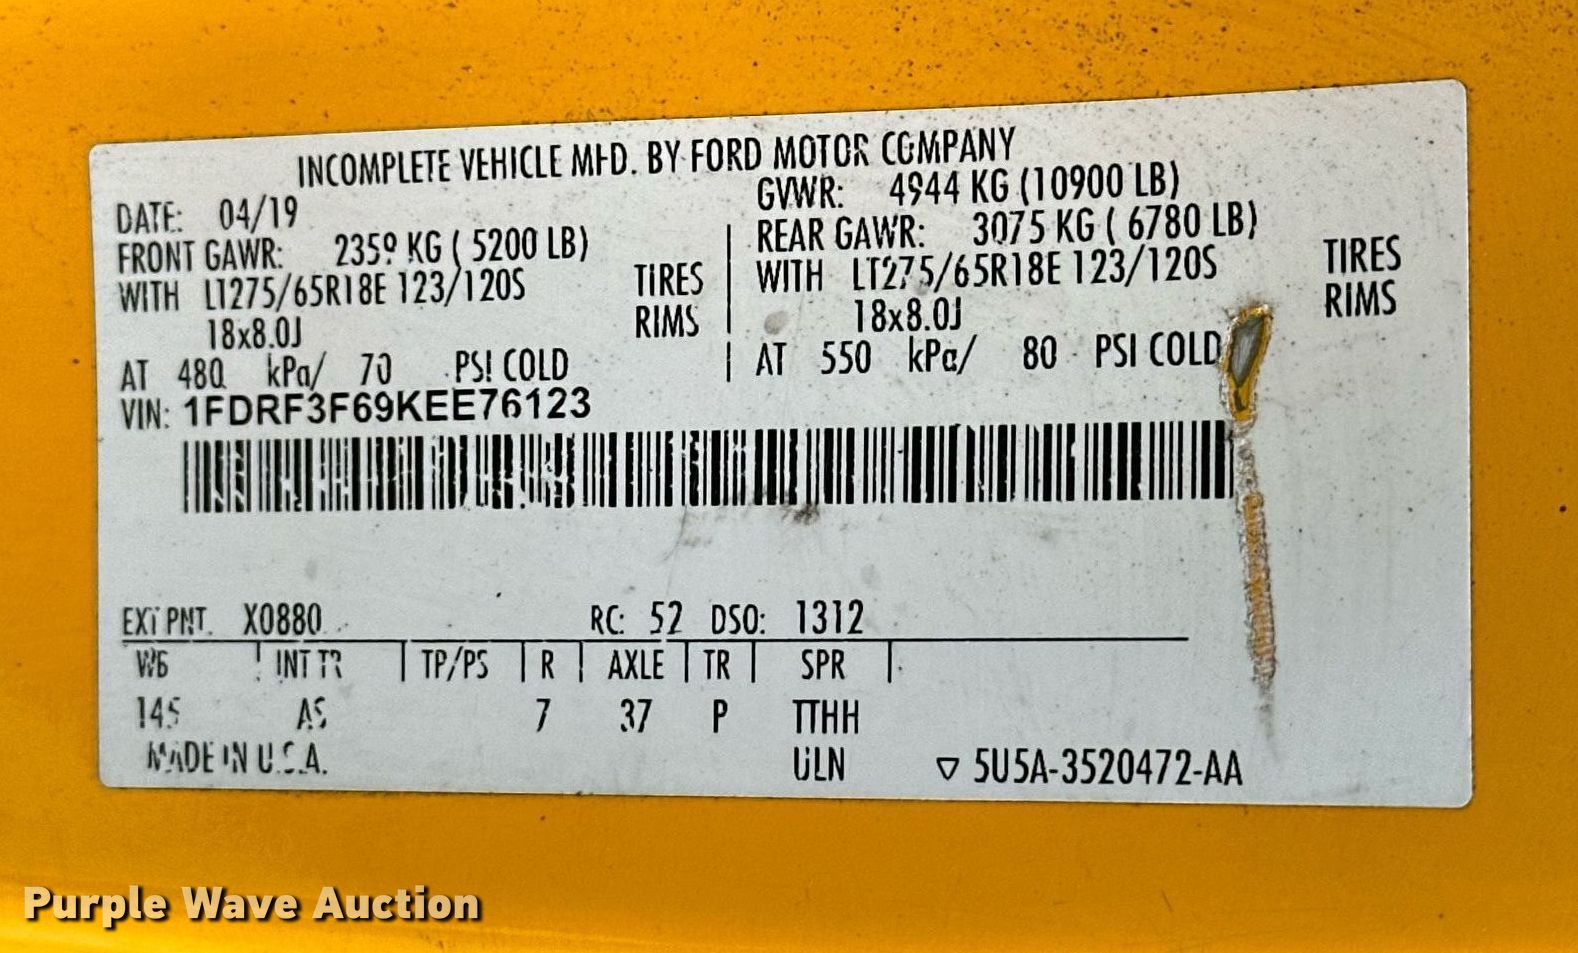 INCOMPLETE VEHICLE MFD. BY FORD MOTOR COMPANY
DATE: 04/19
GVWR: 4944 KG (10900 LB)
FRONT GAWR: 2359 KG ( 5200 LB)
WITH LT275/65R18E 123/120S TIRES
18x8.0J RIMS
AT 480 kPa/ 70 PSI COLD
REAR GAWR: 3075 KG ( 6780 LB)
WITH LT275/65R18E 123/120S TIRES
18x8.0J RIMS
AT 550 kPa/ 80 PSI COLD
VIN: 1FDRF3F69KEE76123
EXT PNT. X0880 RC: 52 DSO: 1312
WB INT TR TP/PS R AXLE TR SPR
145 AS 7 37 P TTHH
MADE IN U.S.A. ULN ▽ 5U5A-3520472-AA
Purple Wave Auction